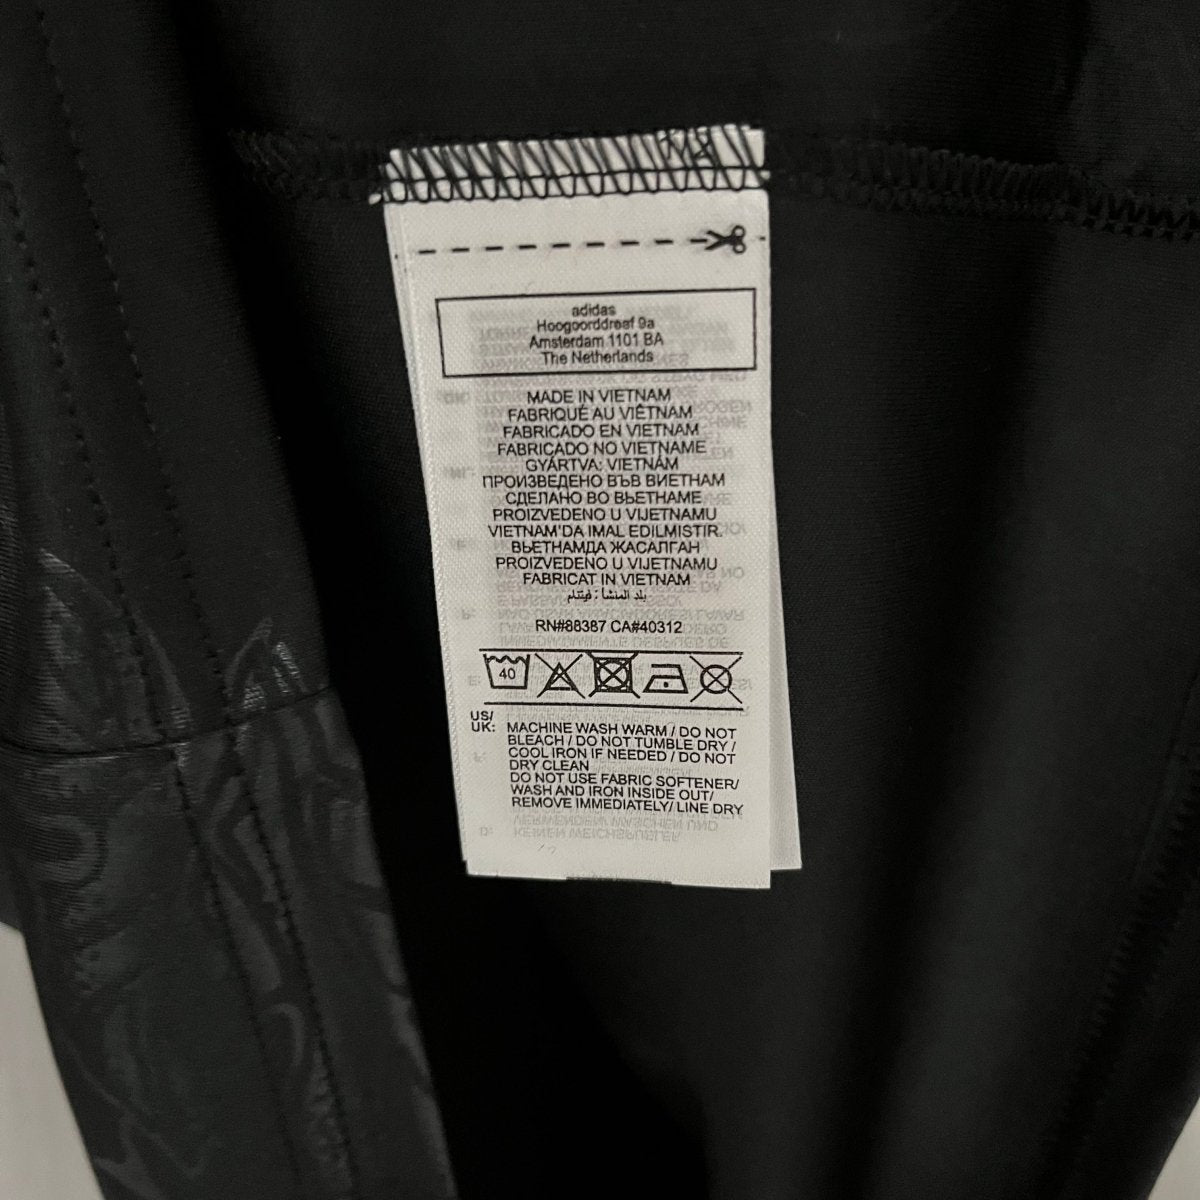 adidas
Hoogoorddreef 9a
Amsterdam 1101 BA
The Netherlands
MADE IN VIETNAM
FABRIQUÉ AU VIÊTNAM
FABRICADO EN VIETNAM
FABRICADO NO VIETNAME
GYÁRTVA: VIETNÁM
ПРОИЗВЕДЕНО ВЪВ ВИЕТНАМ
СДЕЛАНО ВО ВЬЕТНАМЕ
PROIZVEDENO U VIJETNAMU
VIETNAM'DA IMAL EDILMISTIR.
ВЬЕТНАМДА ЖАСАЛҒАН
PROIZVEDENO U VIJETNAMU
FABRICAT IN VIETNAM
بلد المنشأ: فيتنام
RN#88387 CA#40312
40
US/
UK: MACHINE WASH WARM / DO NOT
BLEACH / DO NOT TUMBLE DRY /
COOL IRON IF NEEDED / DO NOT
DRY CLEAN
DO NOT USE FABRIC SOFTENER/
WASH AND IRON INSIDE OUT/
REMOVE IMMEDIATELY/ LINE DRY